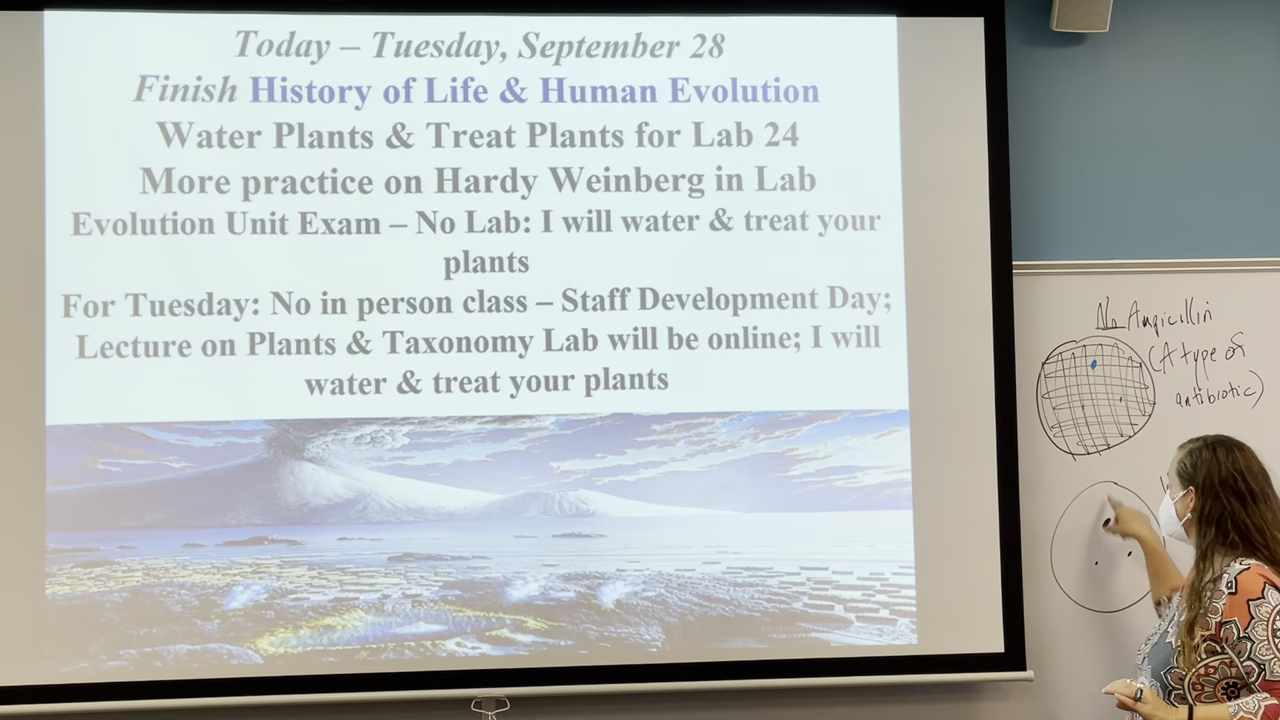 Today – Tuesday, September 28
Finish History of Life & Human Evolution
Water Plants & Treat Plants for Lab 24
More practice on Hardy Weinberg in Lab
Evolution Unit Exam – No Lab: I will water & treat your
plants
For Tuesday: No in person class – Staff Development Day;
Lecture on Plants & Taxonomy Lab will be online; I will
water & treat your plants
No Ampicillin
(A type of
antibiotic)